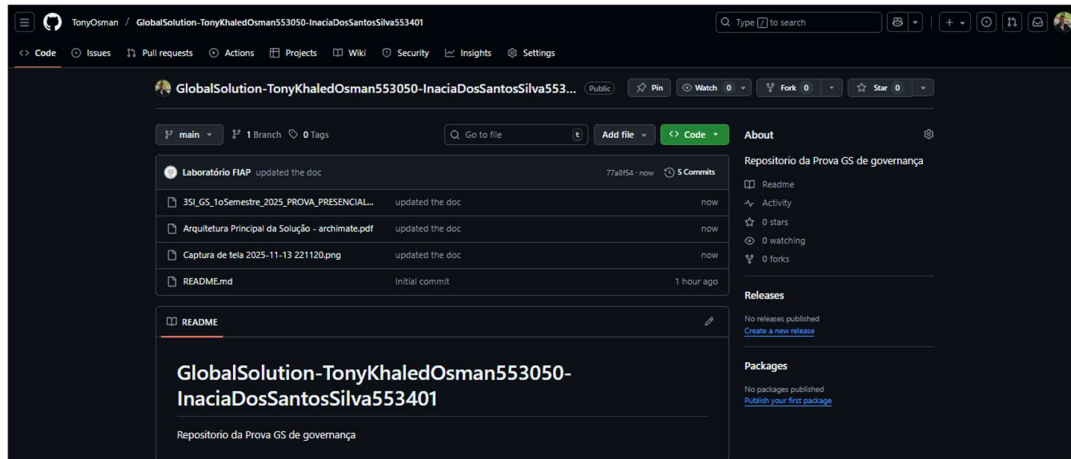 TonyOsman / GlobalSolution-TonyKhaledOsman553050-InaciaDosSantosSilva553401
Type / to search
Code Issues Pull requests Actions Projects Wiki Security Insights Settings
GlobalSolution-TonyKhaledOsman553050-InaciaDosSantosSilva553... Public Pin Watch 0 Fork 0 Star 0
main 1 Branch 0 Tags Go to file t Add file Code
Laboratório FIAP updated the doc 77a8f54 · now 5 Commits
3SI_GS_1oSemestre_2025_PROVA_PRESENCIAL... updated the doc now
Arquitetura Principal da Solução - archimate.pdf updated the doc now
Captura de tela 2025-11-13 221120.png updated the doc now
README.md Initial commit 1 hour ago
README
GlobalSolution-TonyKhaledOsman553050-
InaciaDosSantosSilva553401
Repositorio da Prova GS de governança
About
Repositorio da Prova GS de governança
Readme
Activity
0 stars
0 watching
0 forks
Releases
No releases published
Create a new release
Packages
No packages published
Publish your first package